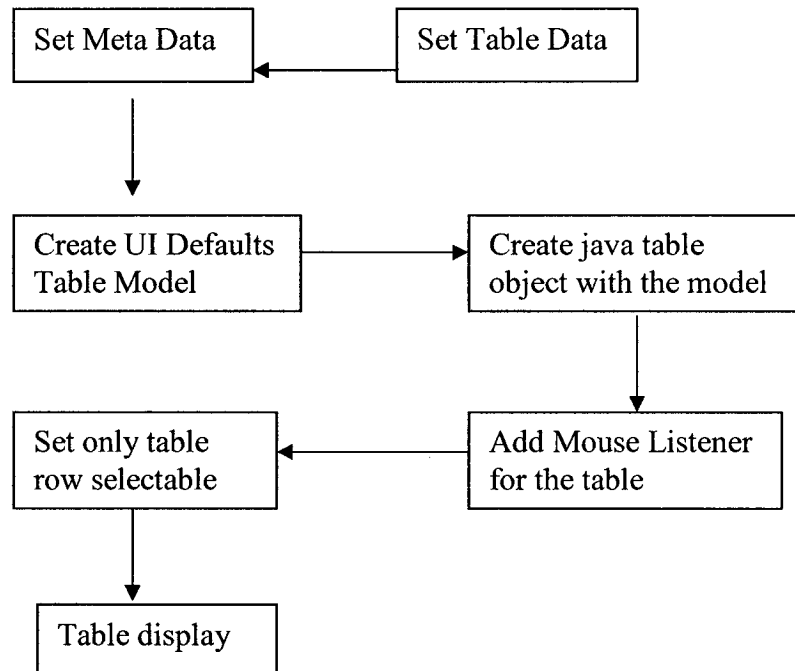 Set Meta Data
Set Table Data
Create UI Defaults
Table Model
Create java table
object with the model
Set only table
row selectable
Add Mouse Listener
for the table
Table display